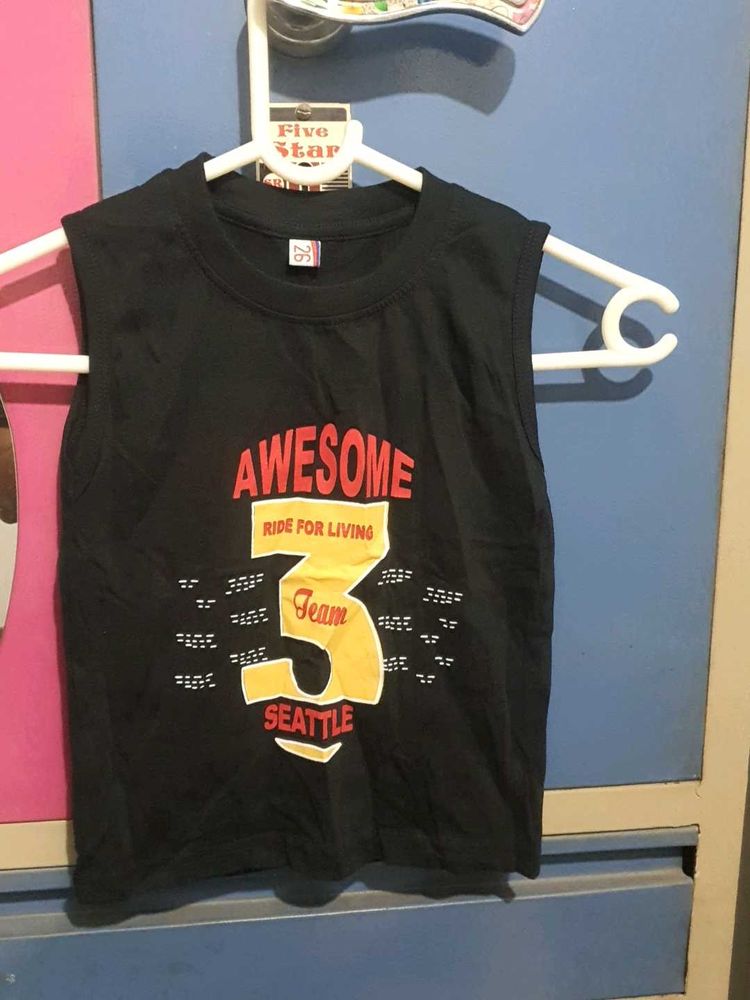 Five
Star
26
AWESOME
RIDE FOR LIVING
3
Team
SEATTLE